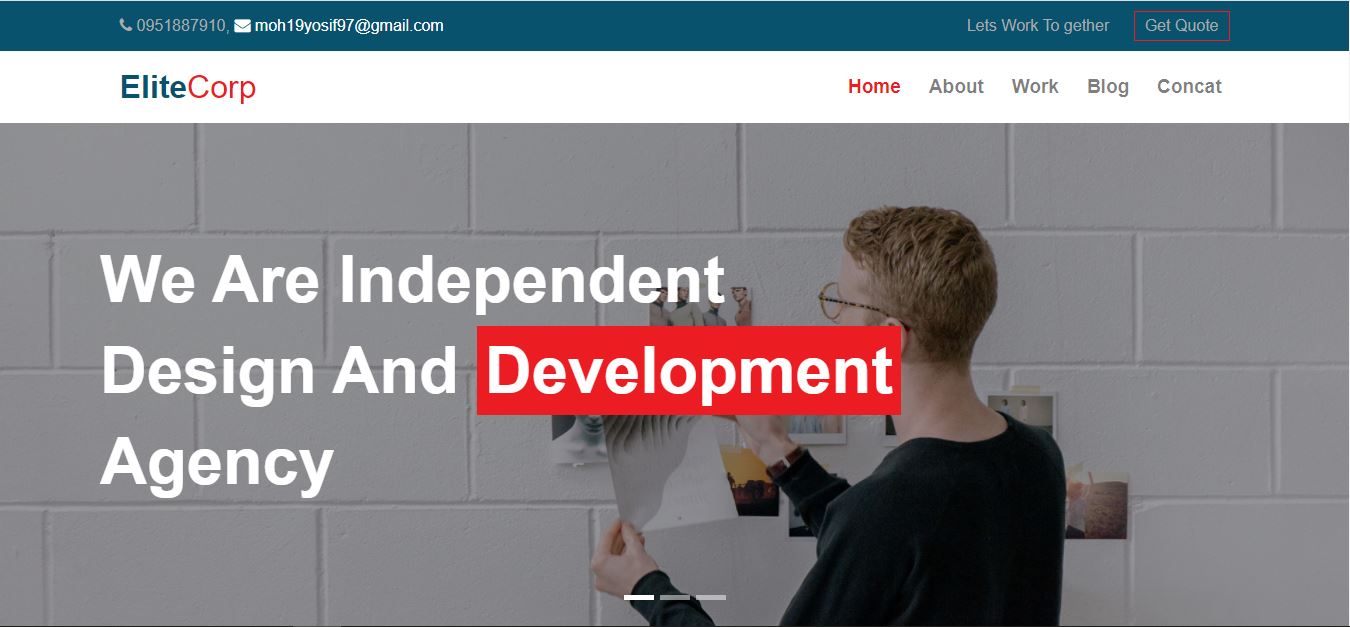 0951887910, moh19yosif97@gmail.com Lets Work To gether Get Quote
EliteCorp Home About Work Blog Concat
We Are Independent
Design And Development
Agency